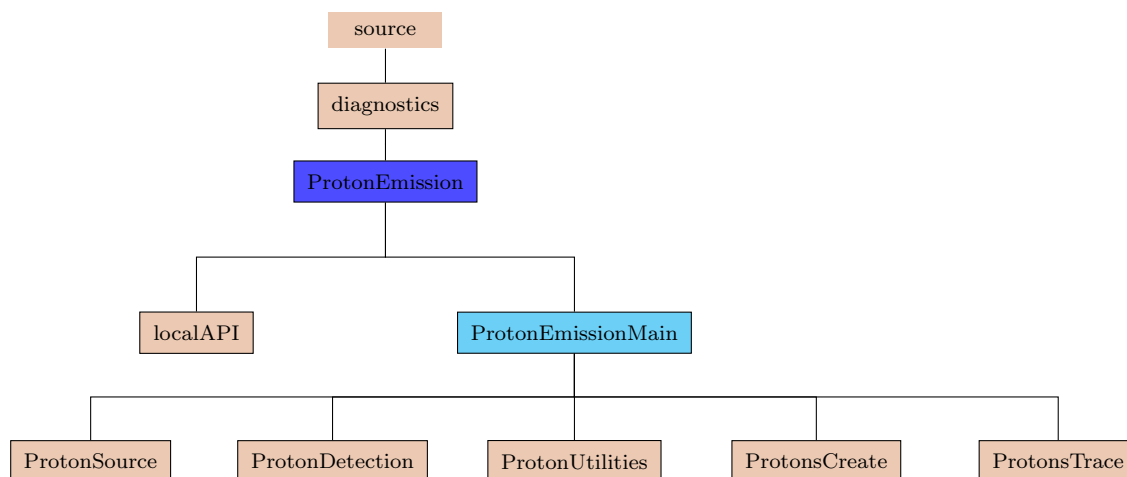 source
diagnostics
ProtonEmission
localAPI
ProtonEmissionMain
ProtonSource
ProtonDetection
ProtonUtilities
ProtonsCreate
ProtonsTrace